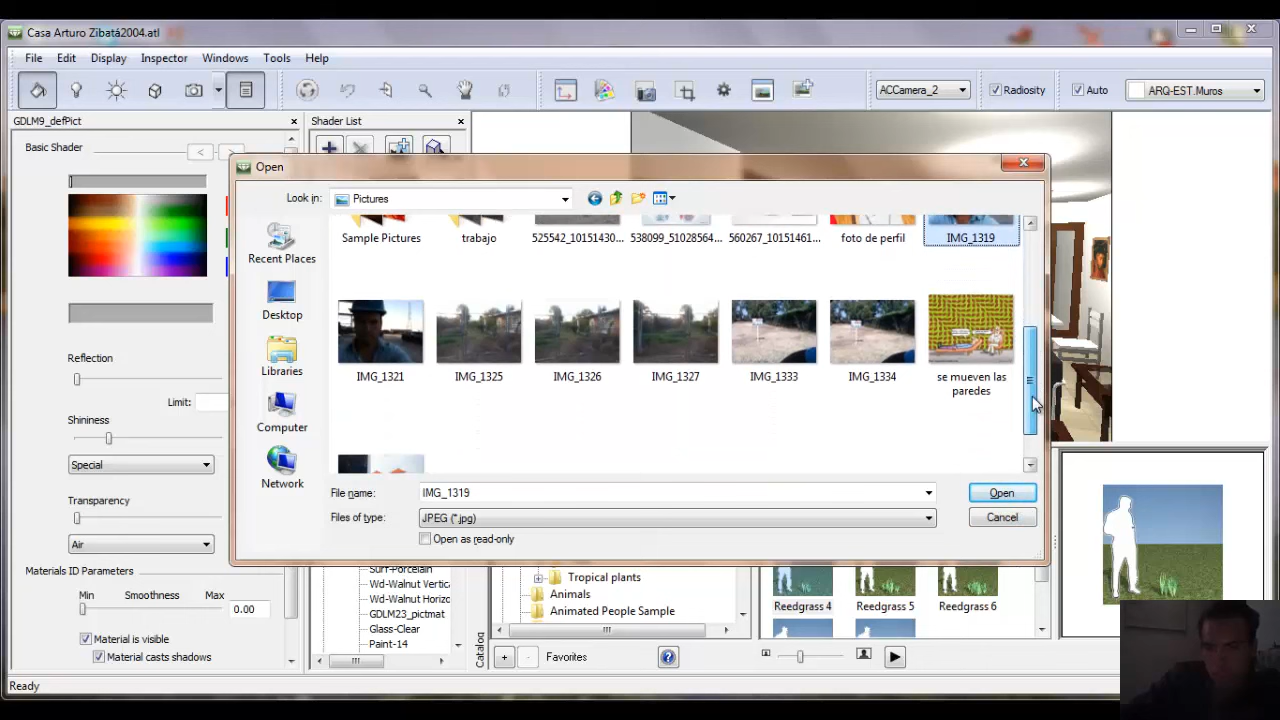 Casa Arturo Zibatá2004.atl
File Edit Display Inspector Windows Tools Help
ACCamera_2 Radiosity Auto ARQ-EST.Muros
GDLM9_defPict Shader List
Basic Shader < >
Open
Look in: Pictures
Recent Places
Desktop
Libraries
Computer
Network
Sample Pictures trabajo 525542_10151430... 538099_51028564... 560267_10151461... foto de perfil IMG_1319
IMG_1321 IMG_1325 IMG_1326 IMG_1327 IMG_1333 IMG_1334 se mueven las
paredes
File name: IMG_1319 Open
Files of type: JPEG (*.jpg) Cancel
Open as read-only
Reflection
Limit:
Shininess
Special
Transparency
Air
Materials ID Parameters
Min Smoothness Max
0.00
Material is visible
Material casts shadows
Surf-Porcelain
Wd-Walnut Vertica
Wd-Walnut Horizo
GDLM23_pictmat
Glass-Clear
Paint-14
Catalog
Tropical plants
Animals
Animated People Sample
+ - Favorites
Reedgrass 4 Reedgrass 5 Reedgrass 6
Ready